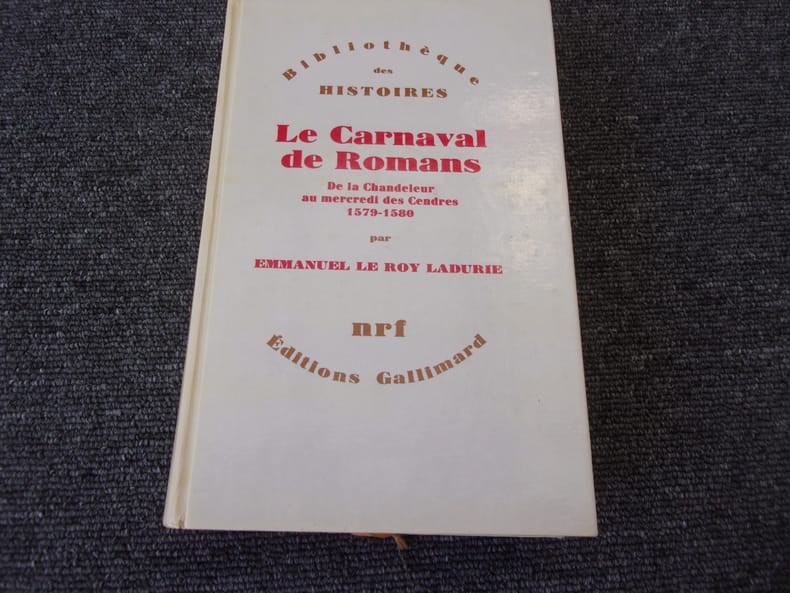 Bibliothèque
des
HISTOIRES
Le Carnaval
de Romans
De la Chandeleur
au mercredi des Cendres
1579-1580
par
EMMANUEL LE ROY LADURIE
nrf
Éditions Gallimard